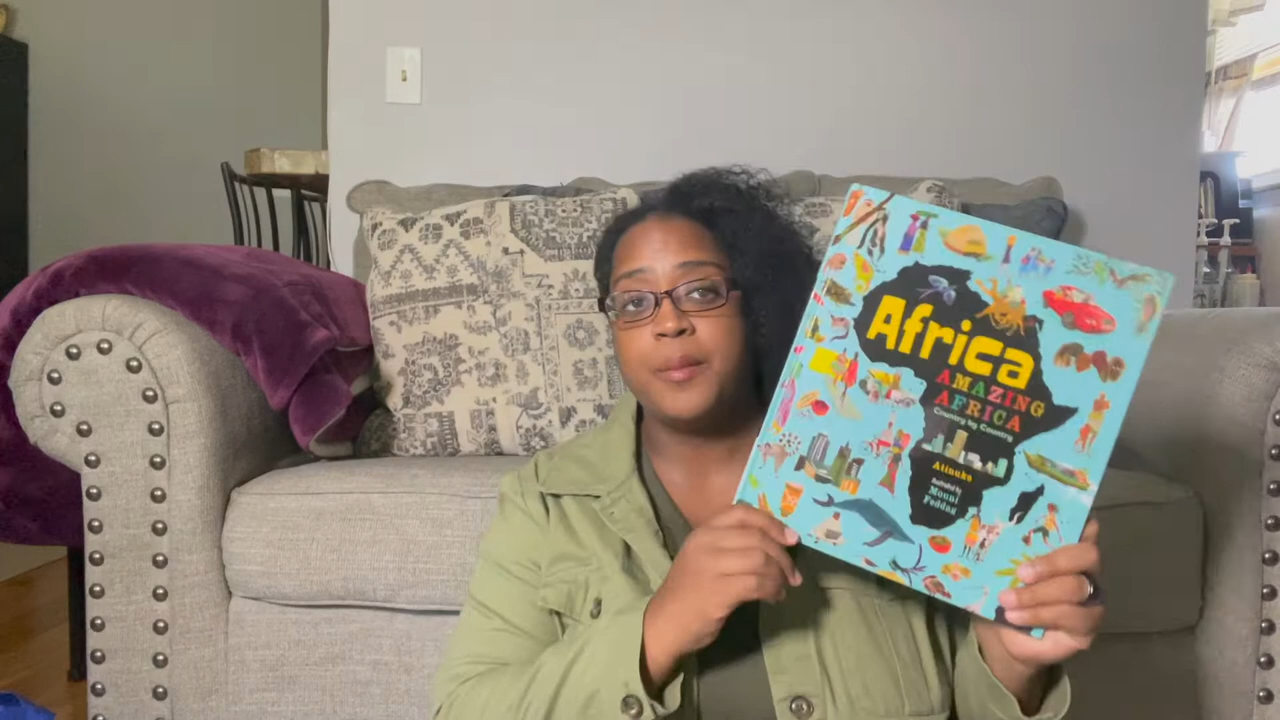 Africa
AMAZING
AFRICA
Country by Country
Atinuke
illustrated by
Mouni
Feddag